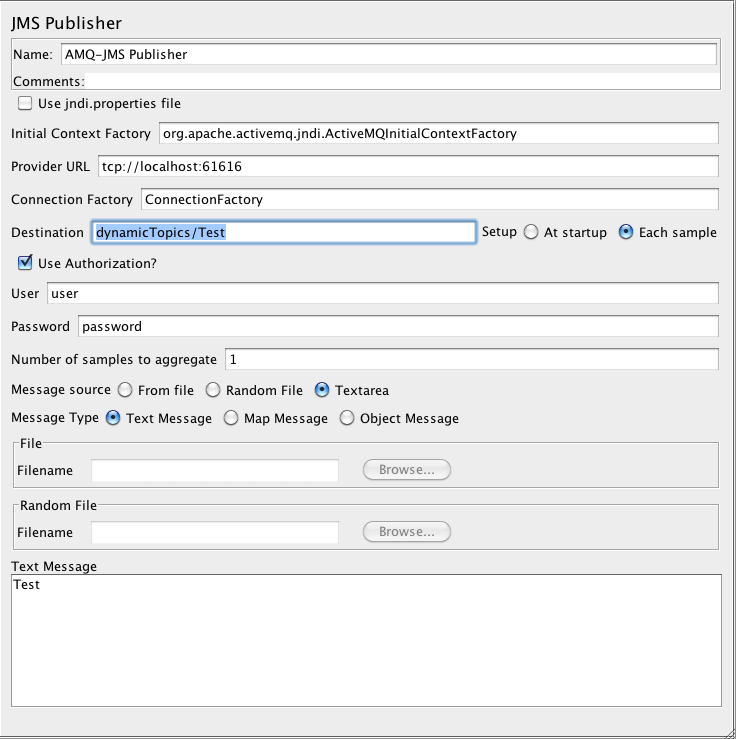 JMS Publisher
Name: AMQ-JMS Publisher
Comments:
Use jndi.properties file
Initial Context Factory org.apache.activemq.jndi.ActiveMQInitialContextFactory
Provider URL tcp://localhost:61616
Connection Factory ConnectionFactory
Destination dynamicTopics/Test Setup At startup Each sample
Use Authorization?
User user
Password password
Number of samples to aggregate 1
Message source From file Random File Textarea
Message Type Text Message Map Message Object Message
File
Filename Browse...
Random File
Filename Browse...
Text Message
Test